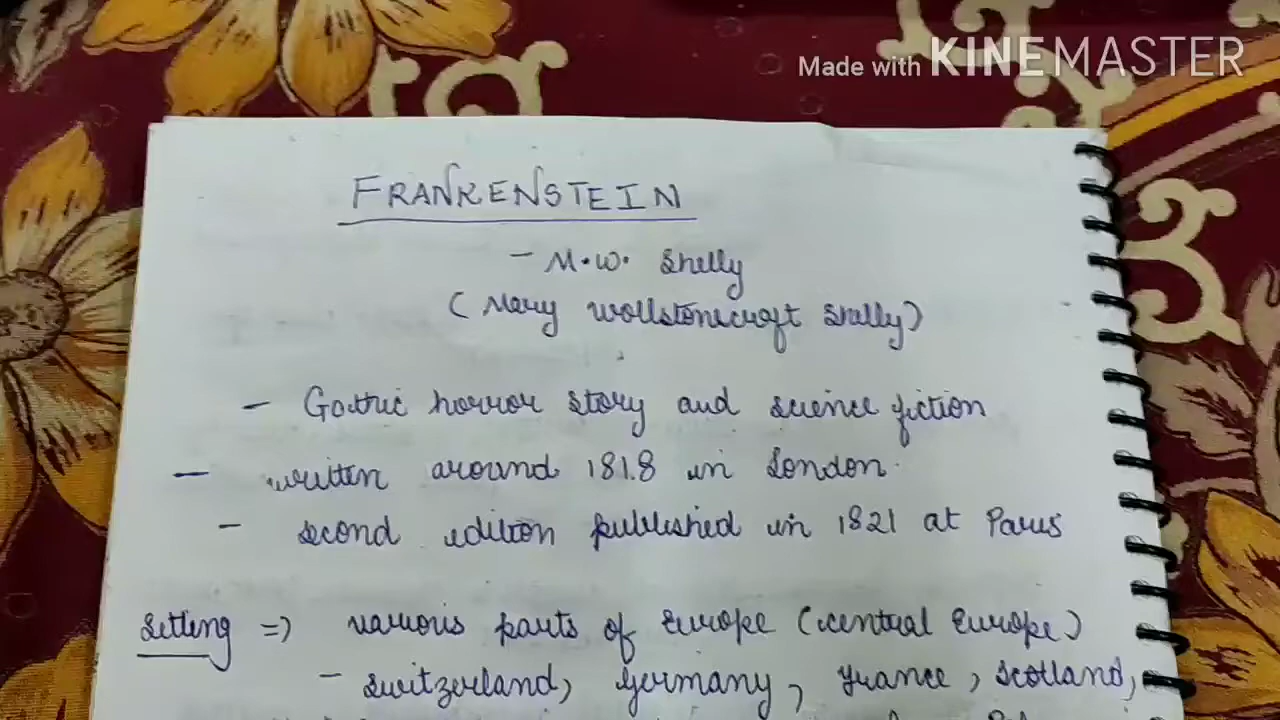 Made with KINEMASTER
FRANKENSTEIN
- M.W. Shelly
(Mary Wollstonecraft Shelly)
- Gothic horror story and science fiction
- written around 1818 in London.
- second edition published in 1821 at Paris
Setting => various parts of Europe (central Europe)
- Switzerland, Germany, France, Scotland,